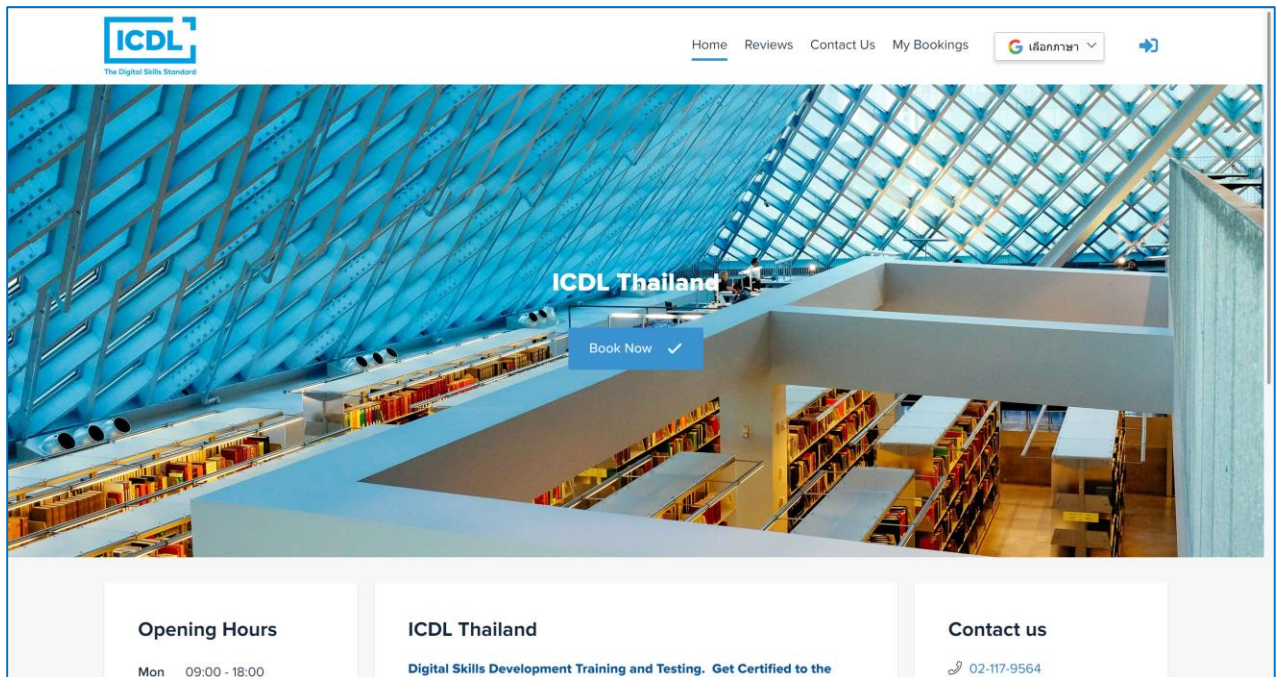 ICDL
The Digital Skills Standard
Home Reviews Contact Us My Bookings G เลือกภาษา
ICDL Thailand
Book Now
Opening Hours
Mon 09:00 - 18:00
ICDL Thailand
Digital Skills Development Training and Testing. Get Certified to the
Contact us
02-117-9564